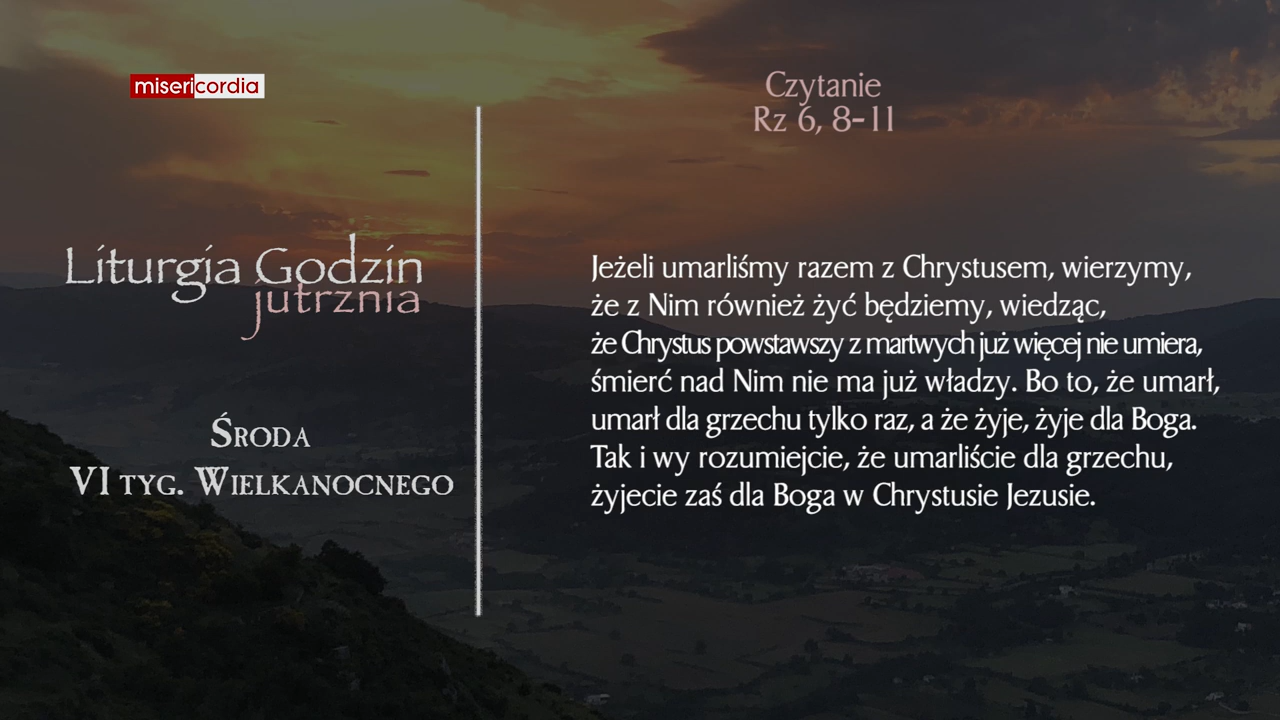 misericordia
Liturgia Godzin
jutrznia
Środa
VI tyg. Wielkanocnego
Czytanie
Rz 6, 8-11
Jeżeli umarliśmy razem z Chrystusem, wierzymy,
że z Nim również żyć będziemy, wiedząc,
że Chrystus powstawszy z martwych już więcej nie umiera,
śmierć nad Nim nie ma już władzy. Bo to, że umarł,
umarł dla grzechu tylko raz, a że żyje, żyje dla Boga.
Tak i wy rozumiejcie, że umarliście dla grzechu,
żyjecie zaś dla Boga w Chrystusie Jezusie.